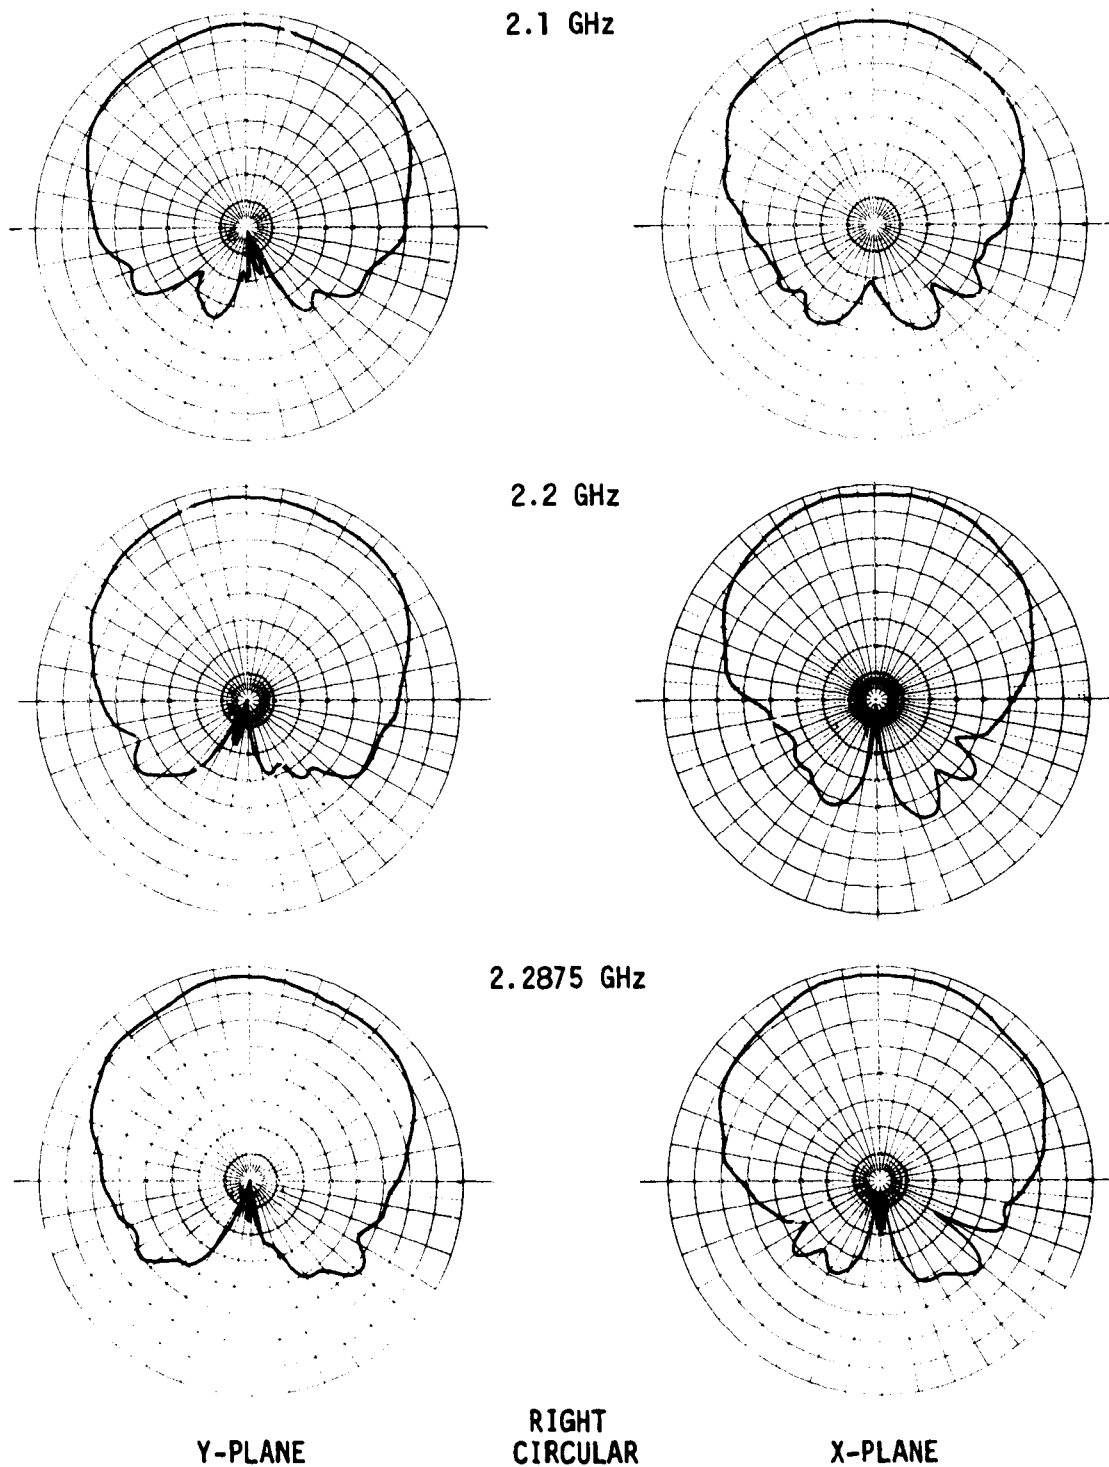 2.1 GHz
2.2 GHz
2.2875 GHz
Y-PLANE
RIGHT
CIRCULAR
X-PLANE